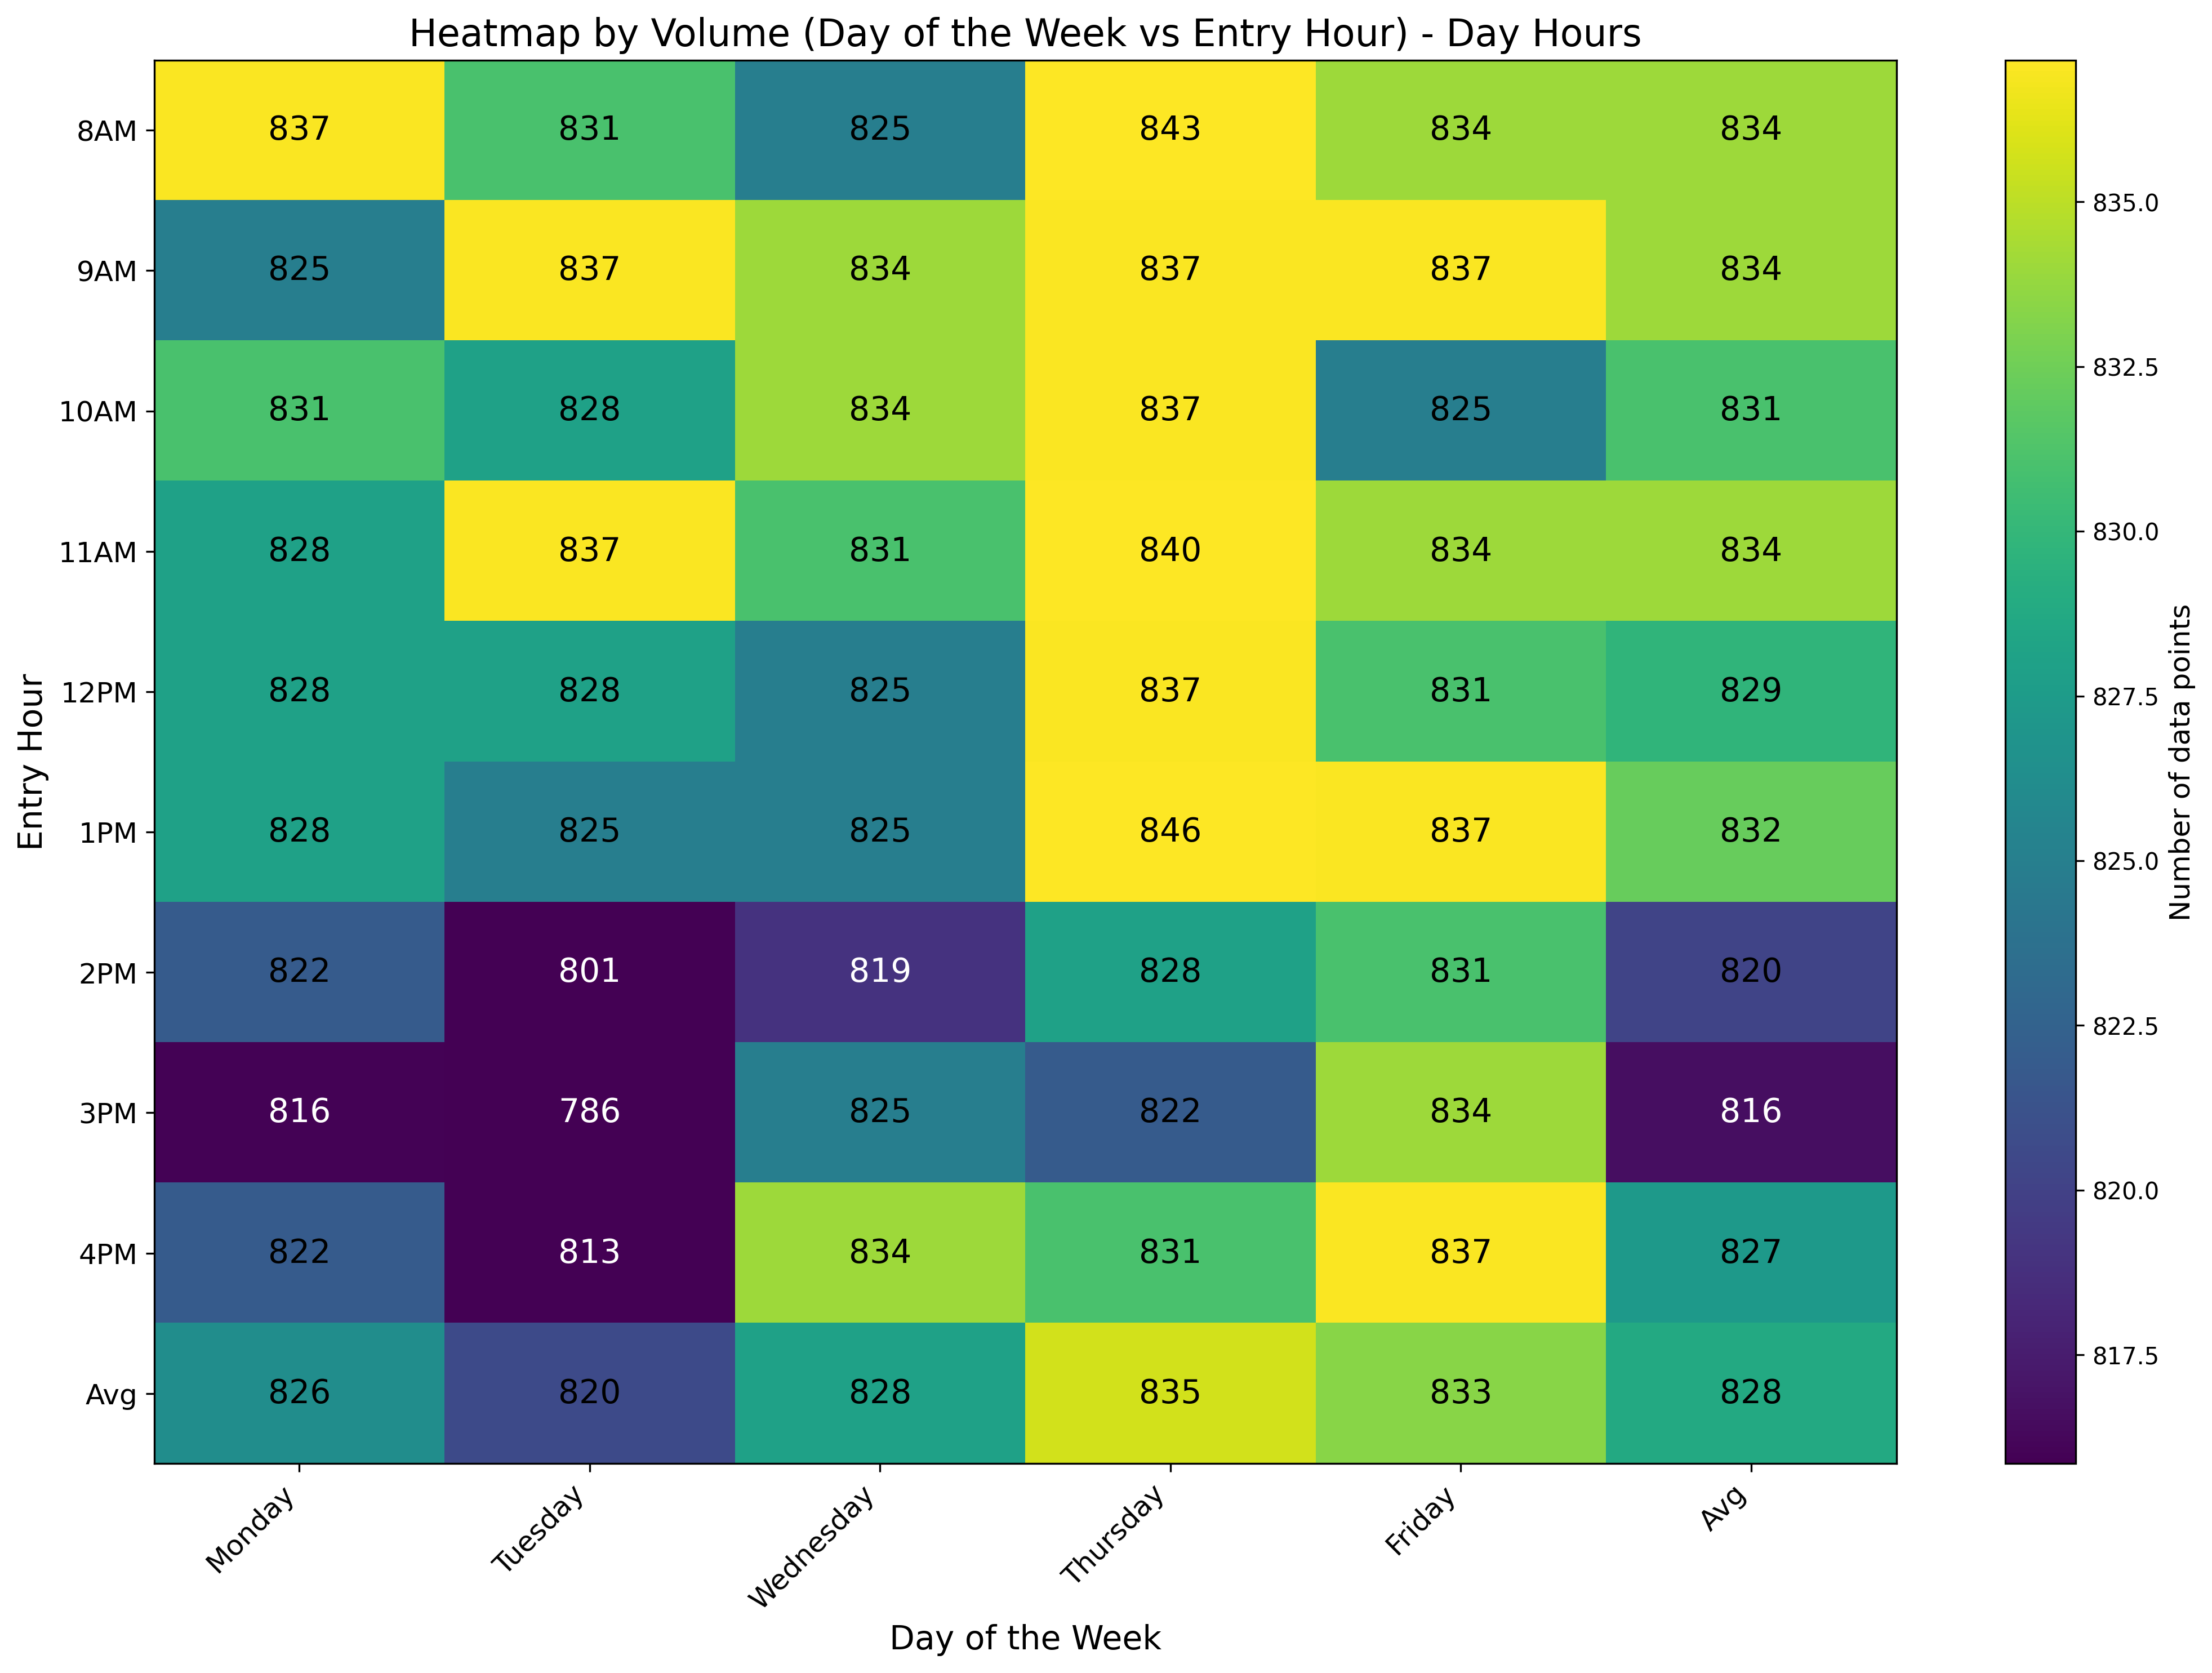 Heatmap by Volume (Day of the Week vs Entry Hour) - Day Hours
8AM 837 831 825 843 834 834
9AM 825 837 834 837 837 834
10AM 831 828 834 837 825 831
11AM 828 837 831 840 834 834
12PM 828 828 825 837 831 829
1PM 828 825 825 846 837 832
2PM 822 801 819 828 831 820
3PM 816 786 825 822 834 816
4PM 822 813 834 831 837 827
Avg 826 820 828 835 833 828
Monday Tuesday Wednesday Thursday Friday Avg
Day of the Week
Entry Hour
835.0
832.5
830.0
827.5
825.0
822.5
820.0
817.5
Number of data points